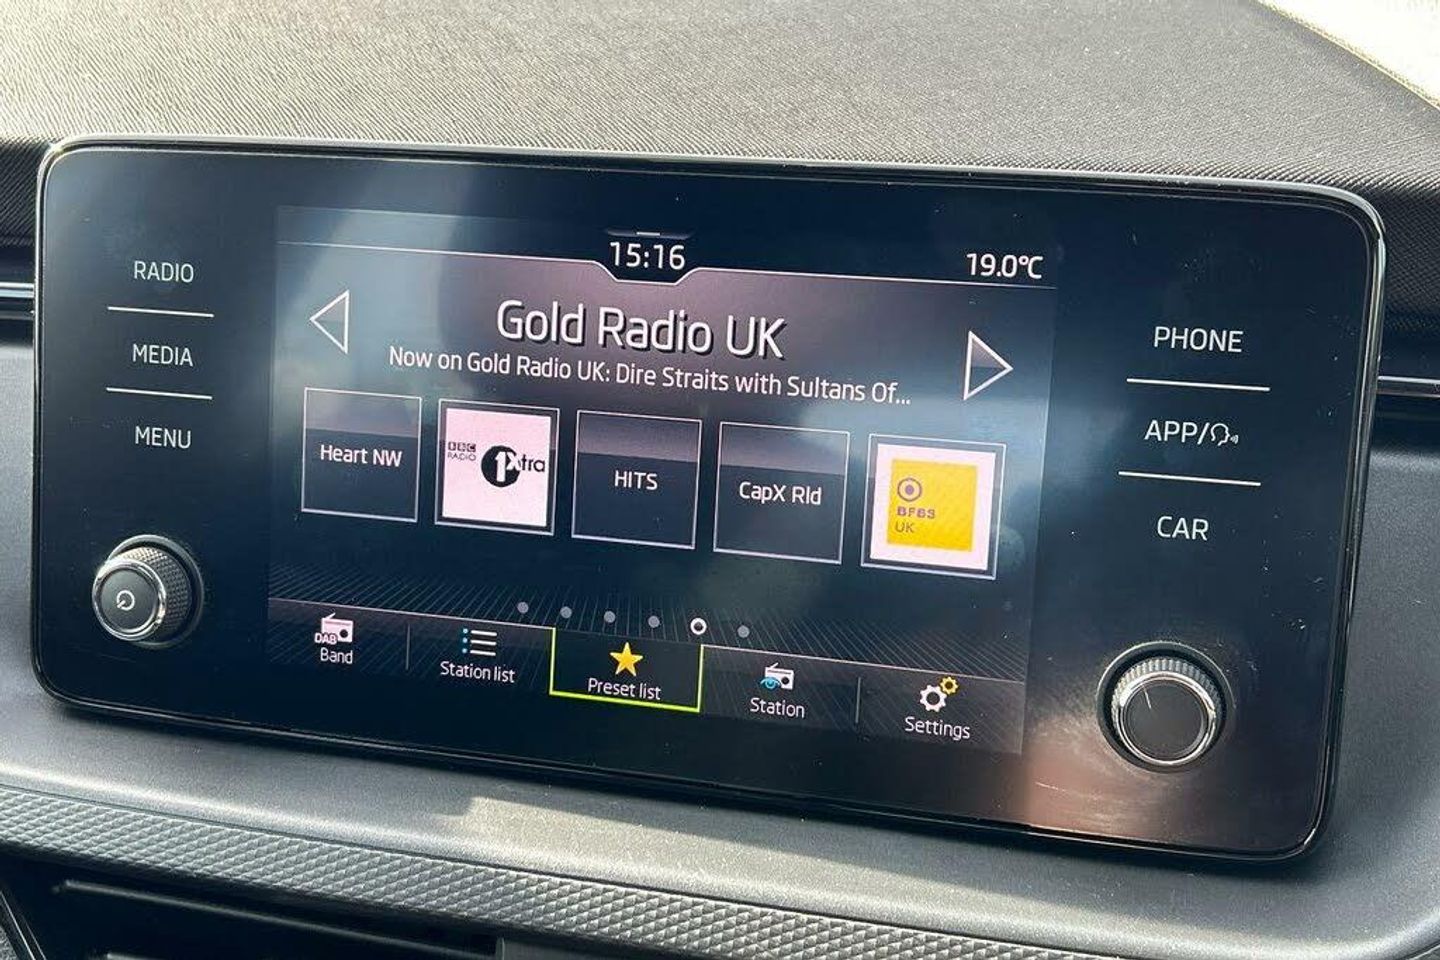 15:16
19.0°C
RADIO
MEDIA
MENU
Gold Radio UK
Now on Gold Radio UK: Dire Straits with Sultans Of...
Heart NW
BBC
RADIO
1Xtra
HITS
CapX Rld
BFBS
UK
DAB
Band
Station list
Preset list
Station
Settings
PHONE
APP/
CAR